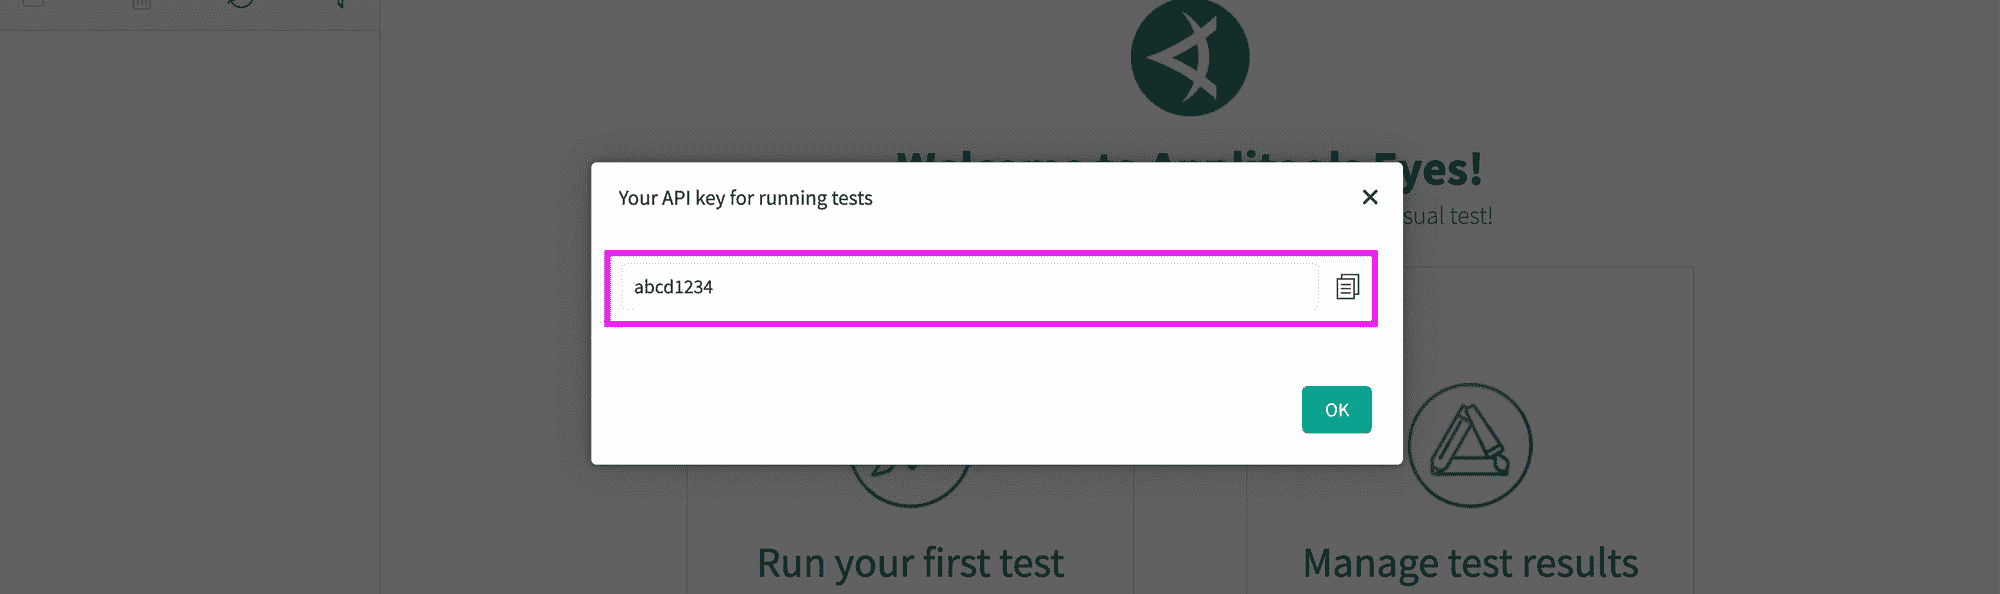 yes!
Your API key for running tests
sual test!
abcd1234
OK
Run your first test
Manage test results